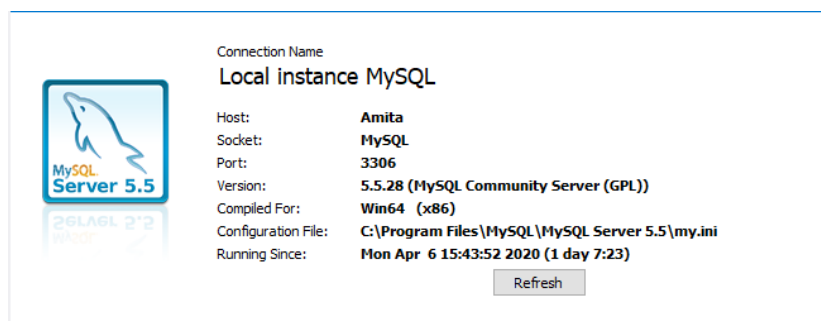 Connection Name
Local instance MySQL
Host: Amita
Socket: MySQL
Port: 3306
Version: 5.5.28 (MySQL Community Server (GPL))
Compiled For: Win64 (x86)
Configuration File: C:\Program Files\MySQL\MySQL Server 5.5\my.ini
Running Since: Mon Apr 6 15:43:52 2020 (1 day 7:23)
Refresh
MySQL
Server 5.5